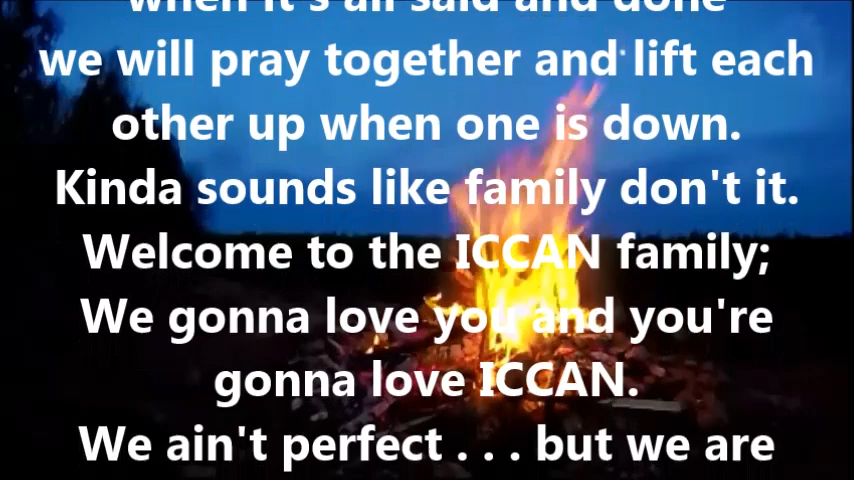 when it's all said and done
we will pray together and lift each
other up when one is down.
Kinda sounds like family don't it.
Welcome to the ICCAN family;
We gonna love you and you're
gonna love ICCAN.
We ain't perfect . . . but we are